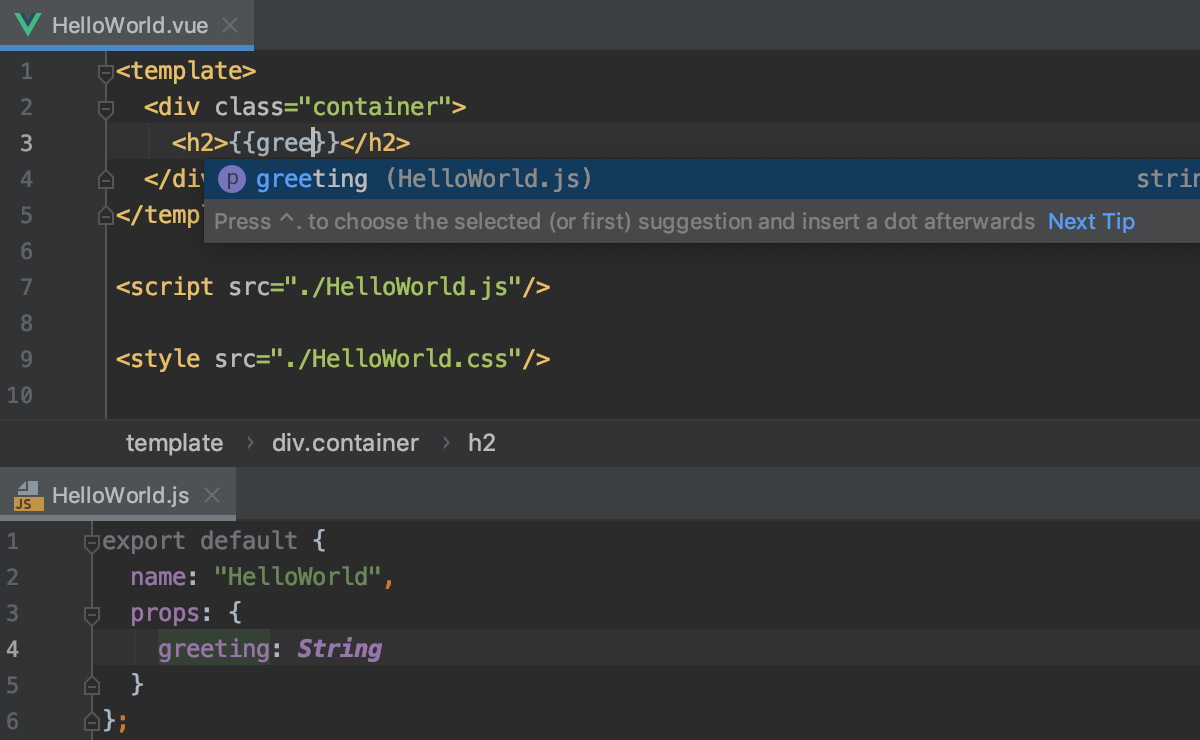 HelloWorld.vue
1 <template>
2 <div class="container">
3 <h2>{{gree}}</h2>
4 </div
p greeting (HelloWorld.js) strin
5 </temp
Press ^. to choose the selected (or first) suggestion and insert a dot afterwards Next Tip
6
7 <script src="./HelloWorld.js"/>
8
9 <style src="./HelloWorld.css"/>
10
template › div.container › h2
JS HelloWorld.js
1 export default {
2 name: "HelloWorld",
3 props: {
4 greeting: String
5 }
6 };